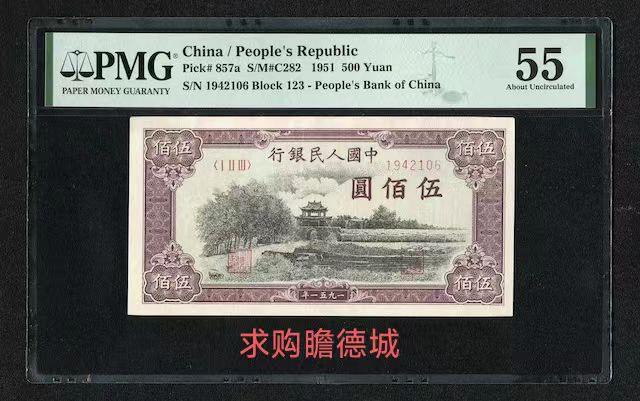 PMG
PAPER MONEY GUARANTY
China / People's Republic
Pick# 857a S/M#C282 1951 500 Yuan
S/N 1942106 Block 123 - People's Bank of China
55
About Uncirculated
佰伍
行銀民人國中
佰伍
〈I II III〉
1942106
圓佰伍
佰伍
年一五九一
佰伍
求购瞻德城